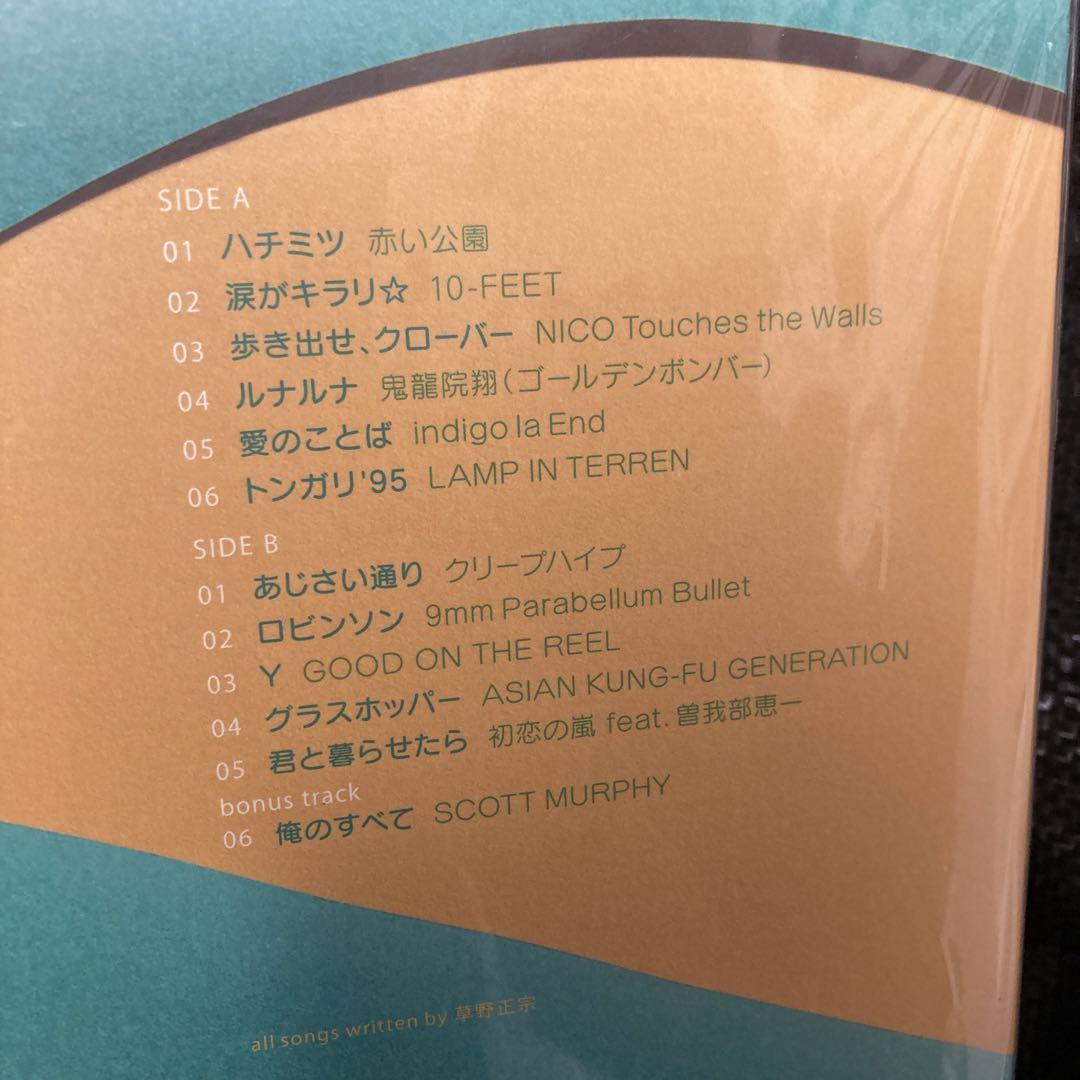 SIDE A
01 ハチミツ 赤い公園
02 涙がキラリ☆ 10-FEET
03 歩き出せ、クローバー NICO Touches the Walls
04 ルナルナ 鬼龍院翔(ゴールデンボンバー)
05 愛のことば indigo la End
06 トンガリ'95 LAMP IN TERREN
SIDE B
01 あじさい通り クリープハイプ
02 ロビンソン 9mm Parabellum Bullet
03 Y GOOD ON THE REEL
04 グラスホッパー ASIAN KUNG-FU GENERATION
05 君と暮らせたら 初恋の嵐 feat. 曽我部恵一
bonus track
06 俺のすべて SCOTT MURPHY
all songs written by 草野正宗